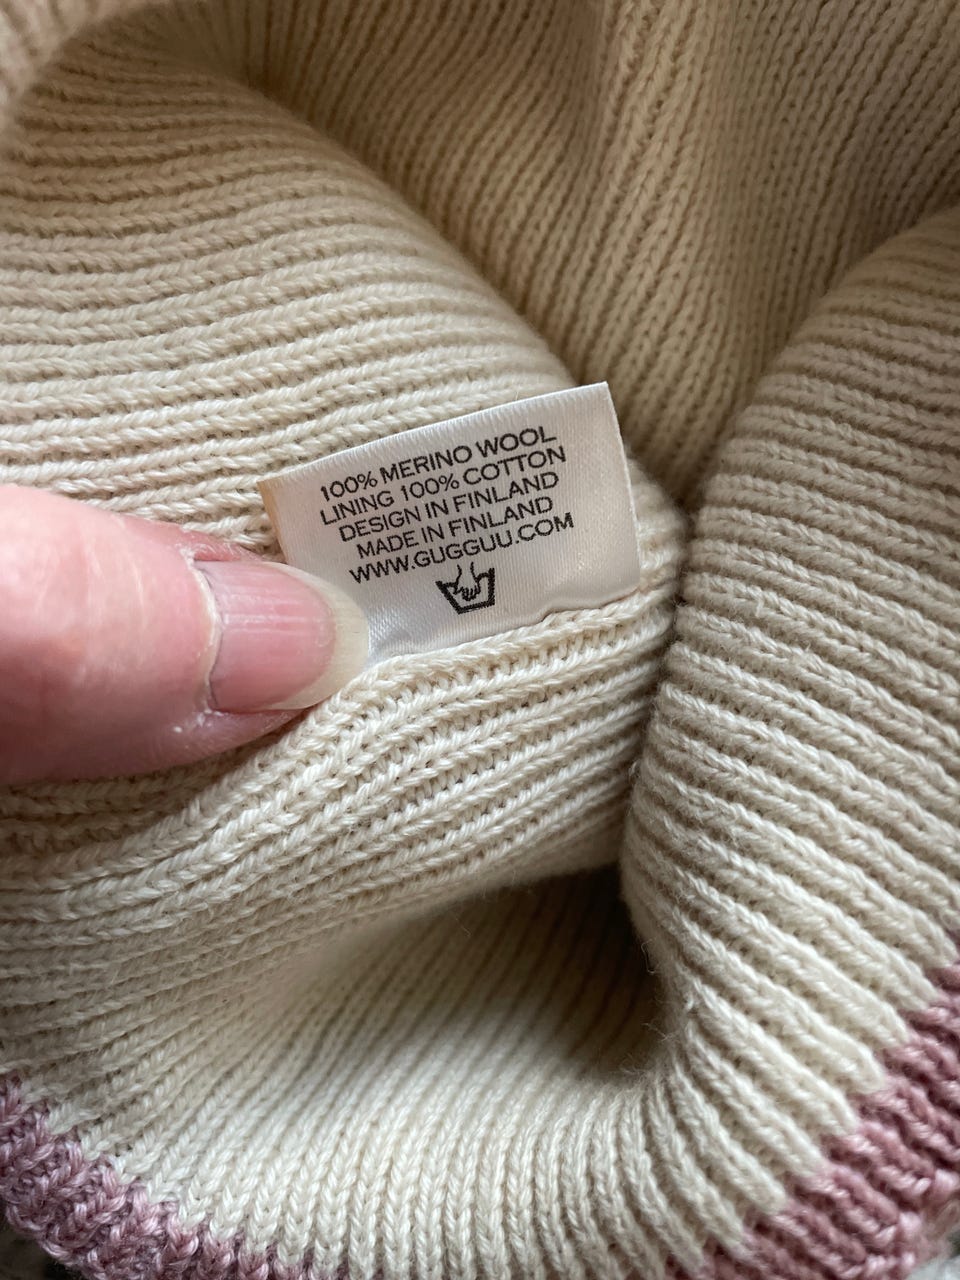 100% MERINO WOOL
LINING 100% COTTON
DESIGN IN FINLAND
MADE IN FINLAND
WWW.GUGGUU.COM